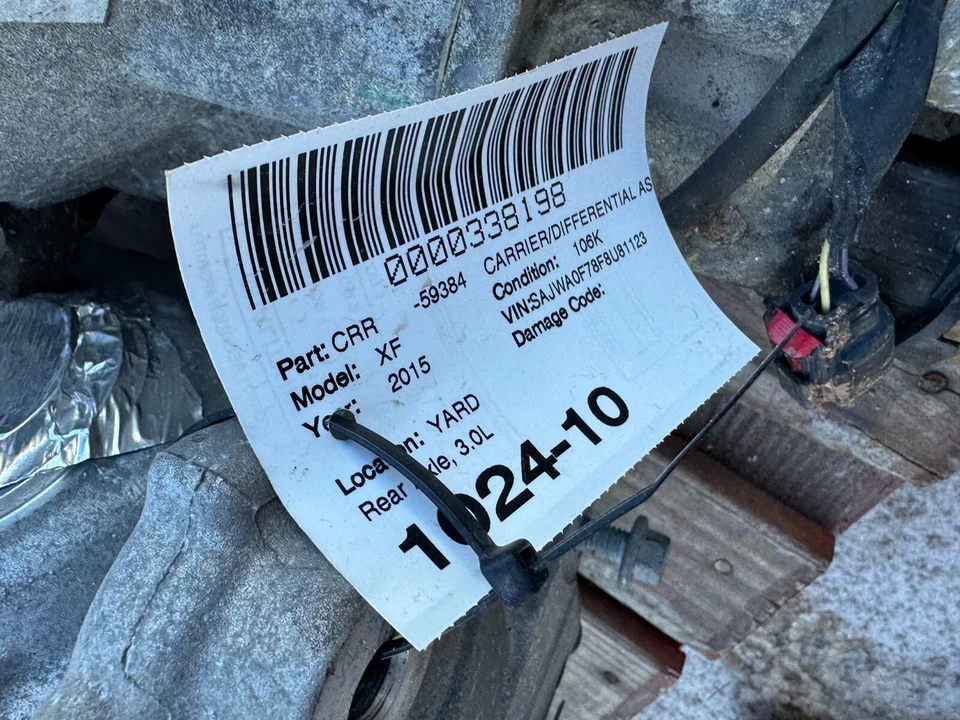 0000338198
Part: CRR -59384 CARRIER/DIFFERENTIAL AS
Model: XF Condition: 106K
2015 VIN:SAJWA0F78F8U81123
Damage Code:
YARD
Rear 3.0L
1024-10